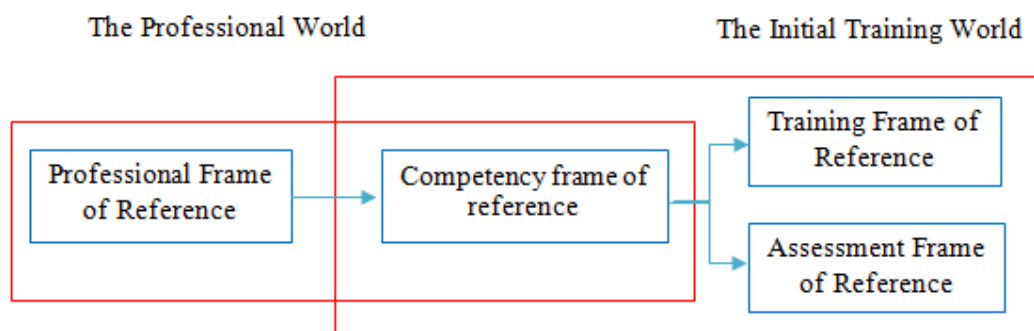 The Professional World
The Initial Training World
Professional Frame
of Reference
Competency frame of
reference
Training Frame of
Reference
Assessment Frame
of Reference